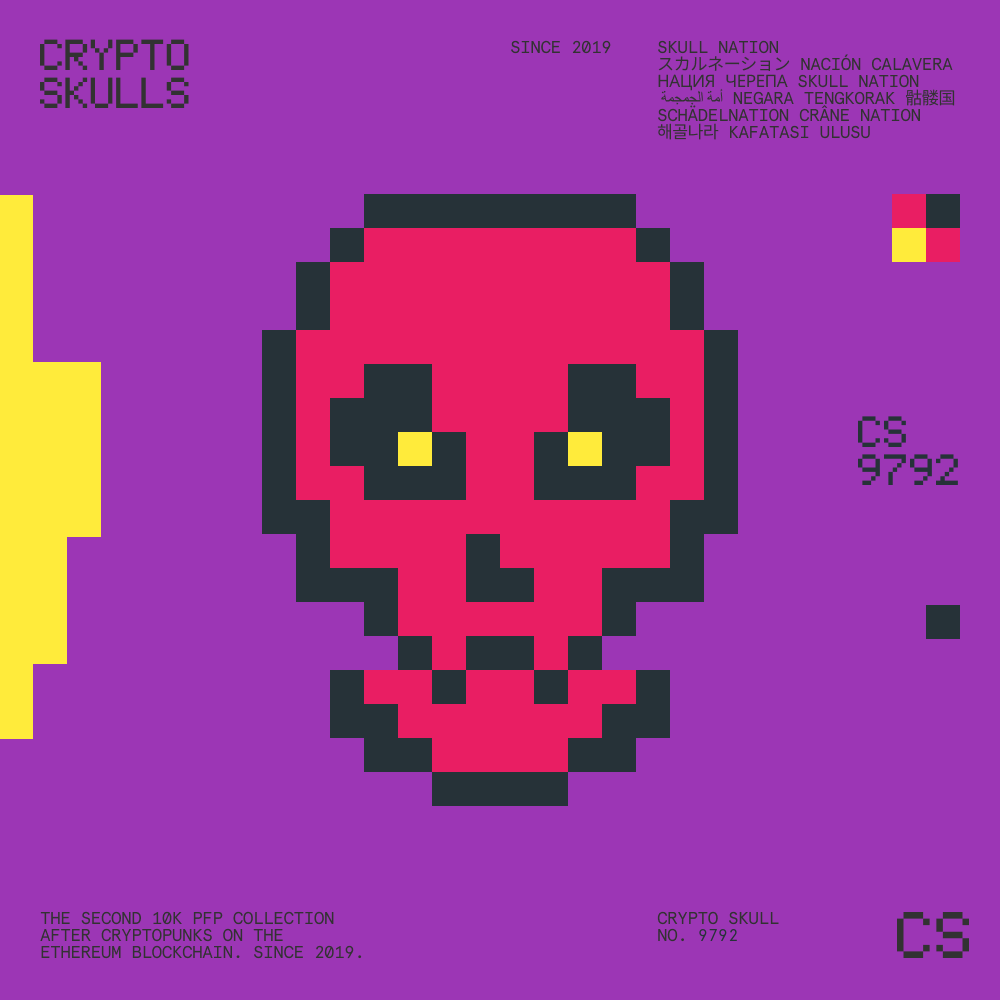 CRYPTO
SKULLS
SINCE 2019
SKULL NATION
スカルネーション NACIÓN CALAVERA
НАЦИЯ ЧЕРЕПА SKULL NATION
أمة الجمجمة NEGARA TENGKORAK 骷髅国
SCHÄDELNATION CRÂNE NATION
해골나라 KAFATASI ULUSU
CS
9792
THE SECOND 10K PFP COLLECTION
AFTER CRYPTOPUNKS ON THE
ETHEREUM BLOCKCHAIN. SINCE 2019.
CRYPTO SKULL
NO. 9792
CS